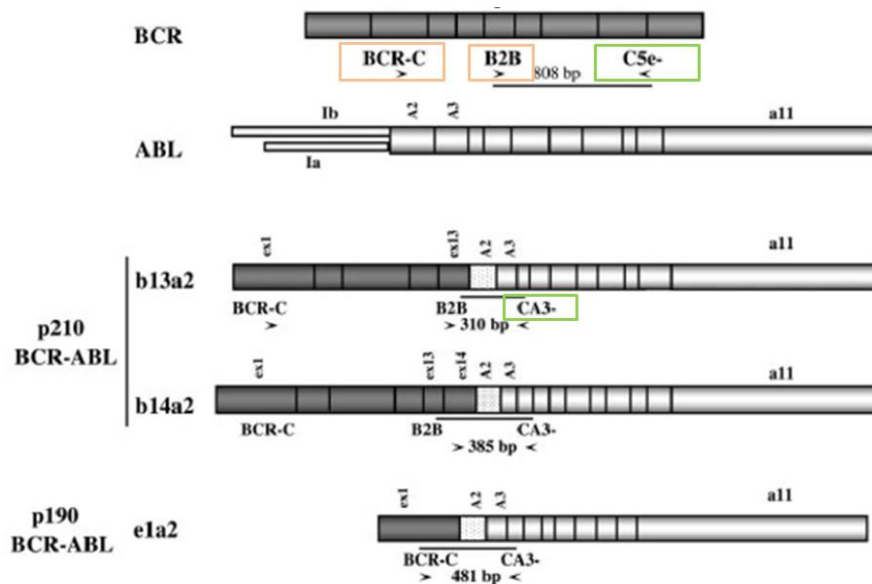 BCR
BCR-C B2B C5e-
808 bp
Ib A2 A3 a11
ABL
Ia
ex1 ex13 A2 A3 a11
b13a2
BCR-C B2B CA3-
310 bp
p210
BCR-ABL
ex1 ex13 ex14 A2 A3 a11
b14a2
BCR-C B2B CA3-
385 bp
ex1 A2 A3 a11
p190
BCR-ABL
e1a2
BCR-C CA3-
481 bp